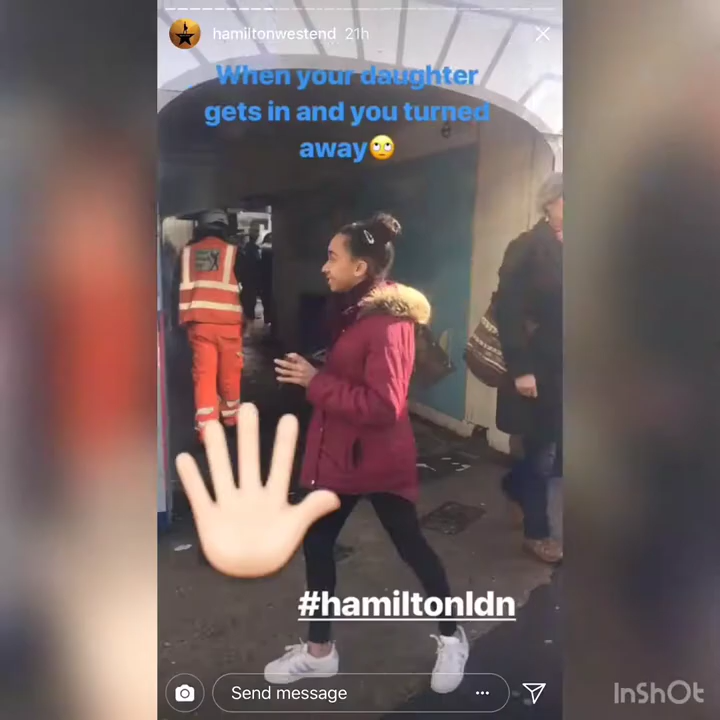 hamiltonwestend 21h
When your daughter
gets in and you turned
away🙄
#hamiltonldn
Send message
InShOt